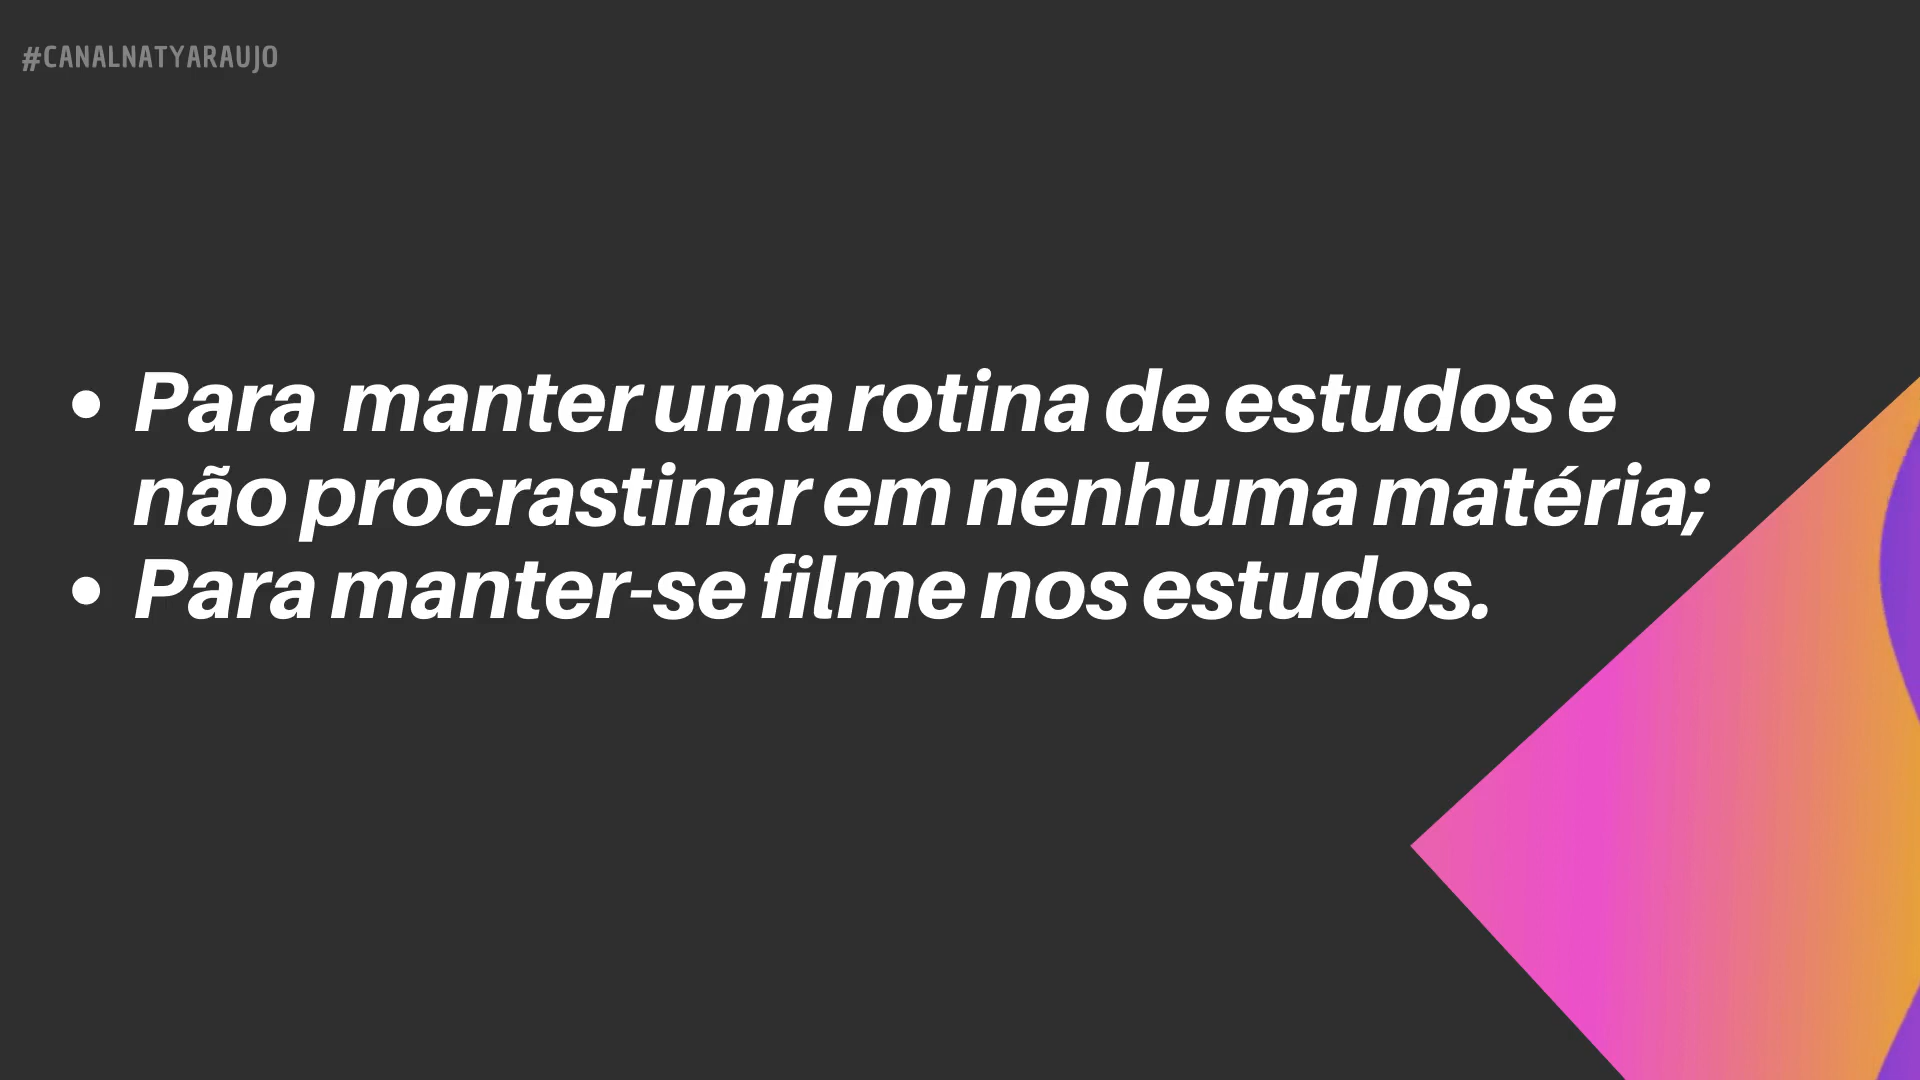 #CANALNATYARAUJO
• Para manter uma rotina de estudos e
não procrastinar em nenhuma matéria;
• Para manter-se filme nos estudos.